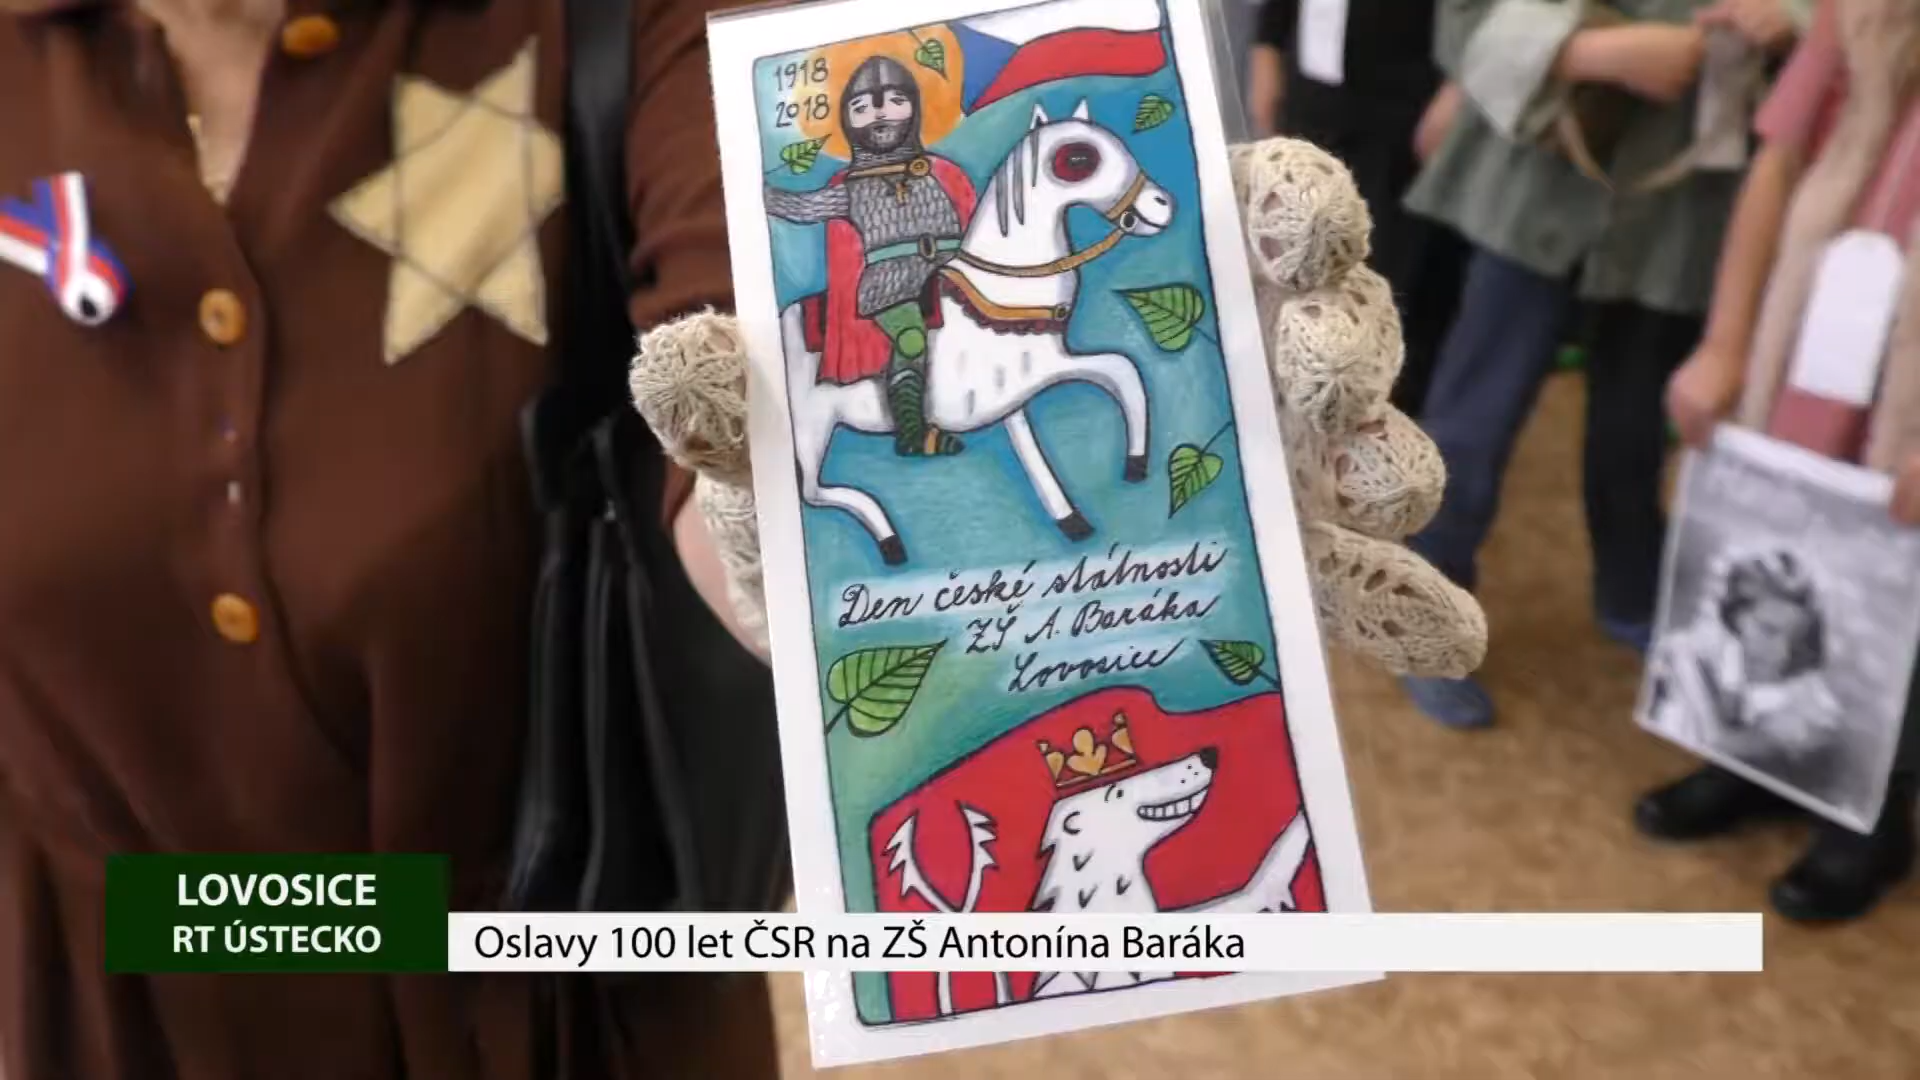 1918
2018
Den české státnosti
ZŠ A. Baráka
Lovosice
LOVOSICE
RT ÚSTECKO
Oslavy 100 let ČSR na ZŠ Antonína Baráka